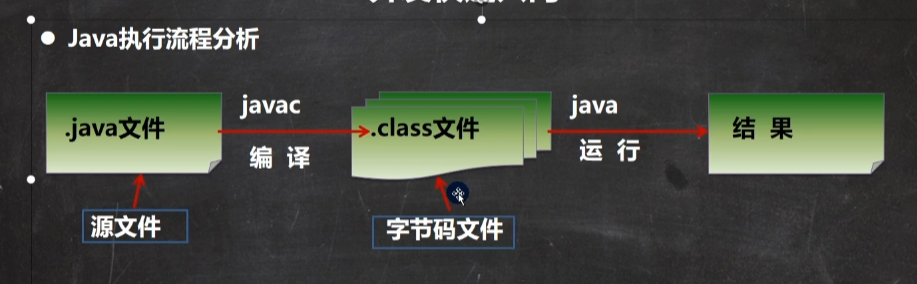 Java执行流程分析
javac
java
.java文件
.class文件
结 果
编 译
运 行
源文件
字节码文件